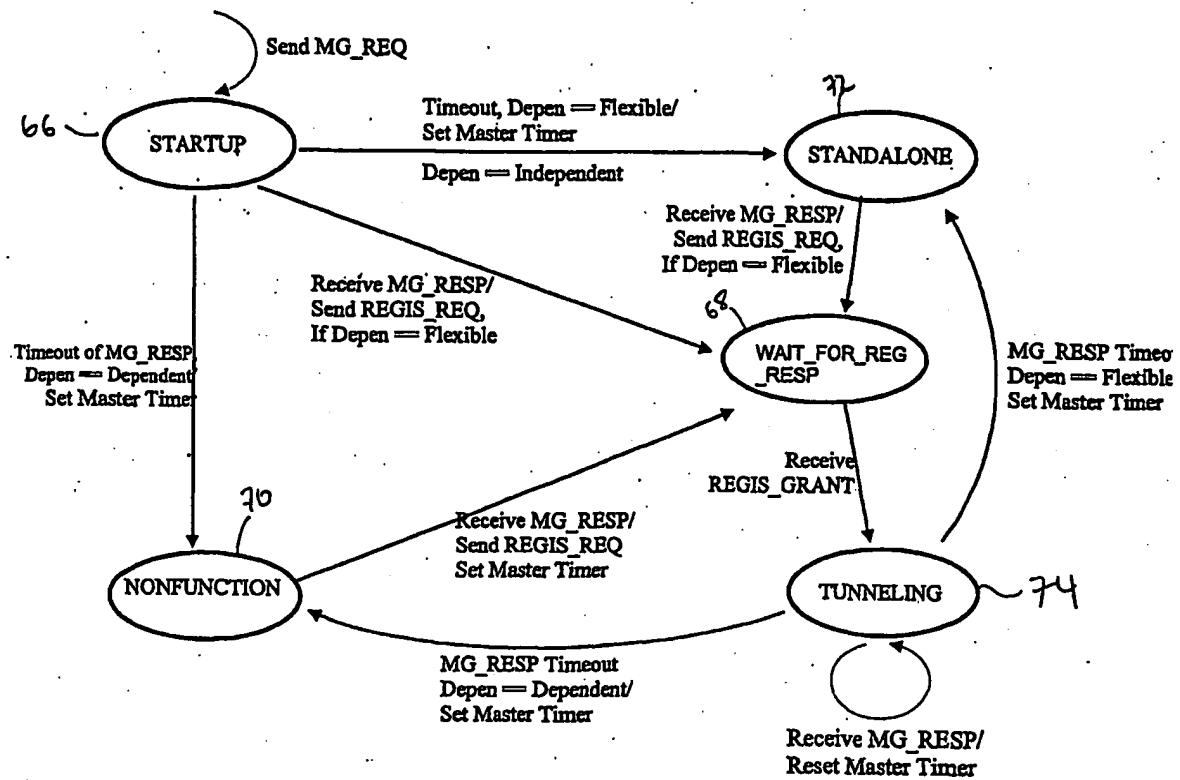 Send MG_REQ
66
STARTUP
Timeout, Depen == Flexible/
Set Master Timer
Depen == Independent
72
STANDALONE
Receive MG_RESP/
Send REGIS_REQ,
If Depen == Flexible
Receive MG_RESP/
Send REGIS_REQ,
If Depen == Flexible
68
WAIT_FOR_REG
_RESP
Timeout of MG_RESP
Depen == Dependent/
Set Master Timer
MG_RESP Timeo
Depen == Flexible
Set Master Timer
Receive
REGIS_GRANT
70
NONFUNCTION
Receive MG_RESP/
Send REGIS_REQ
Set Master Timer
TUNNELING
74
MG_RESP Timeout
Depen == Dependent/
Set Master Timer
Receive MG_RESP/
Reset Master Timer